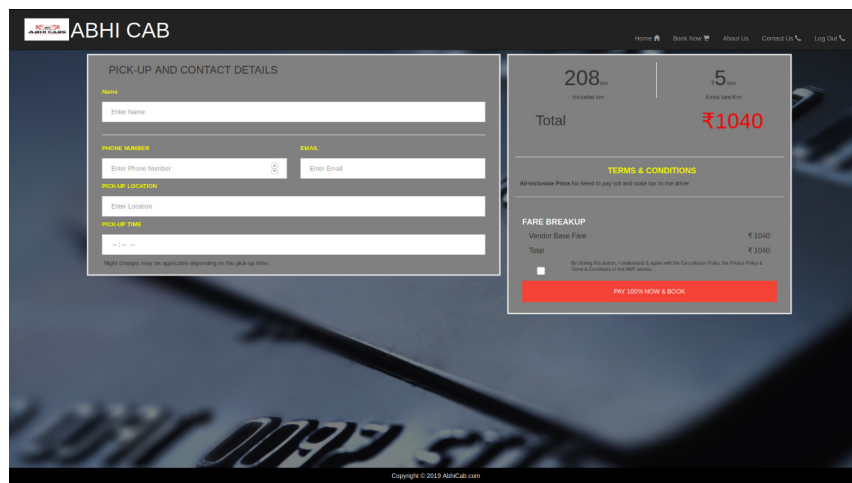 ABHI CABS
ABHI CAB
Home
Book Now
About Us
Contact Us
Log Out
PICK-UP AND CONTACT DETAILS
Name
Enter Name
PHONE NUMBER
EMAIL
Enter Phone Number
Enter Email
PICK-UP LOCATION
Enter Location
PICK-UP TIME
--:-- --
Night charges may be applicable depending on the pick-up time.
208 km
Included km
₹5 /km
Extra fare/Km
Total ₹1040
TERMS & CONDITIONS
All-Inclusive Price. No Need to pay toll and state tax to the driver
FARE BREAKUP
Vendor Base Fare ₹ 1040
Total ₹ 1040
By clicking this button, I understand & agree with the Cancellation Policy, the Privacy Policy &
Terms & Conditions of this MMT service.
PAY 100% NOW & BOOK
Copyright © 2019 AbhiCab.com